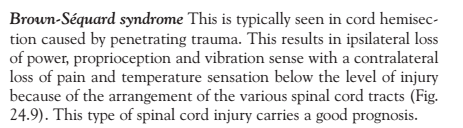 Brown-Séquard syndrome This is typically seen in cord hemisec-
tion caused by penetrating trauma. This results in ipsilateral loss
of power, proprioception and vibration sense with a contralateral
loss of pain and temperature sensation below the level of injury
because of the arrangement of the various spinal cord tracts (Fig.
24.9). This type of spinal cord injury carries a good prognosis.